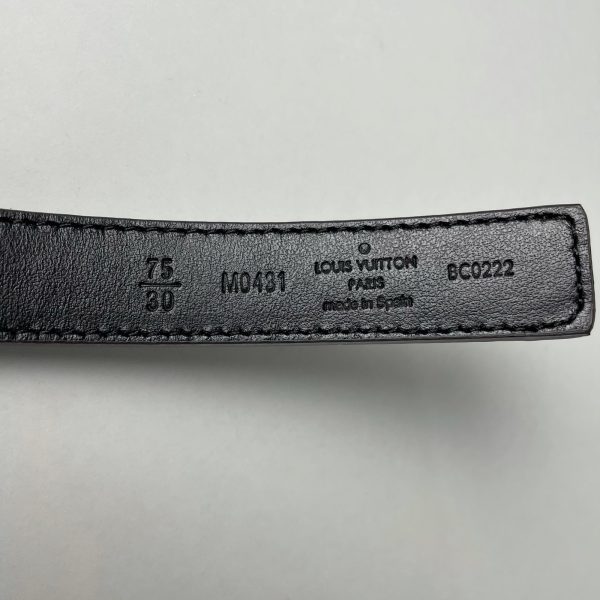 75
30
M0431
® LOUIS VUITTON
PARIS
made in Spain
BC0222